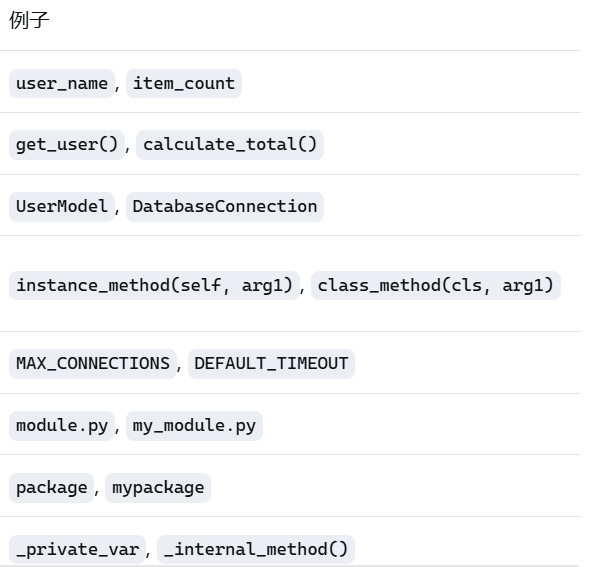 例子
user_name, item_count
get_user(), calculate_total()
UserModel, DatabaseConnection
instance_method(self, arg1), class_method(cls, arg1)
MAX_CONNECTIONS, DEFAULT_TIMEOUT
module.py, my_module.py
package, mypackage
_private_var, _internal_method()